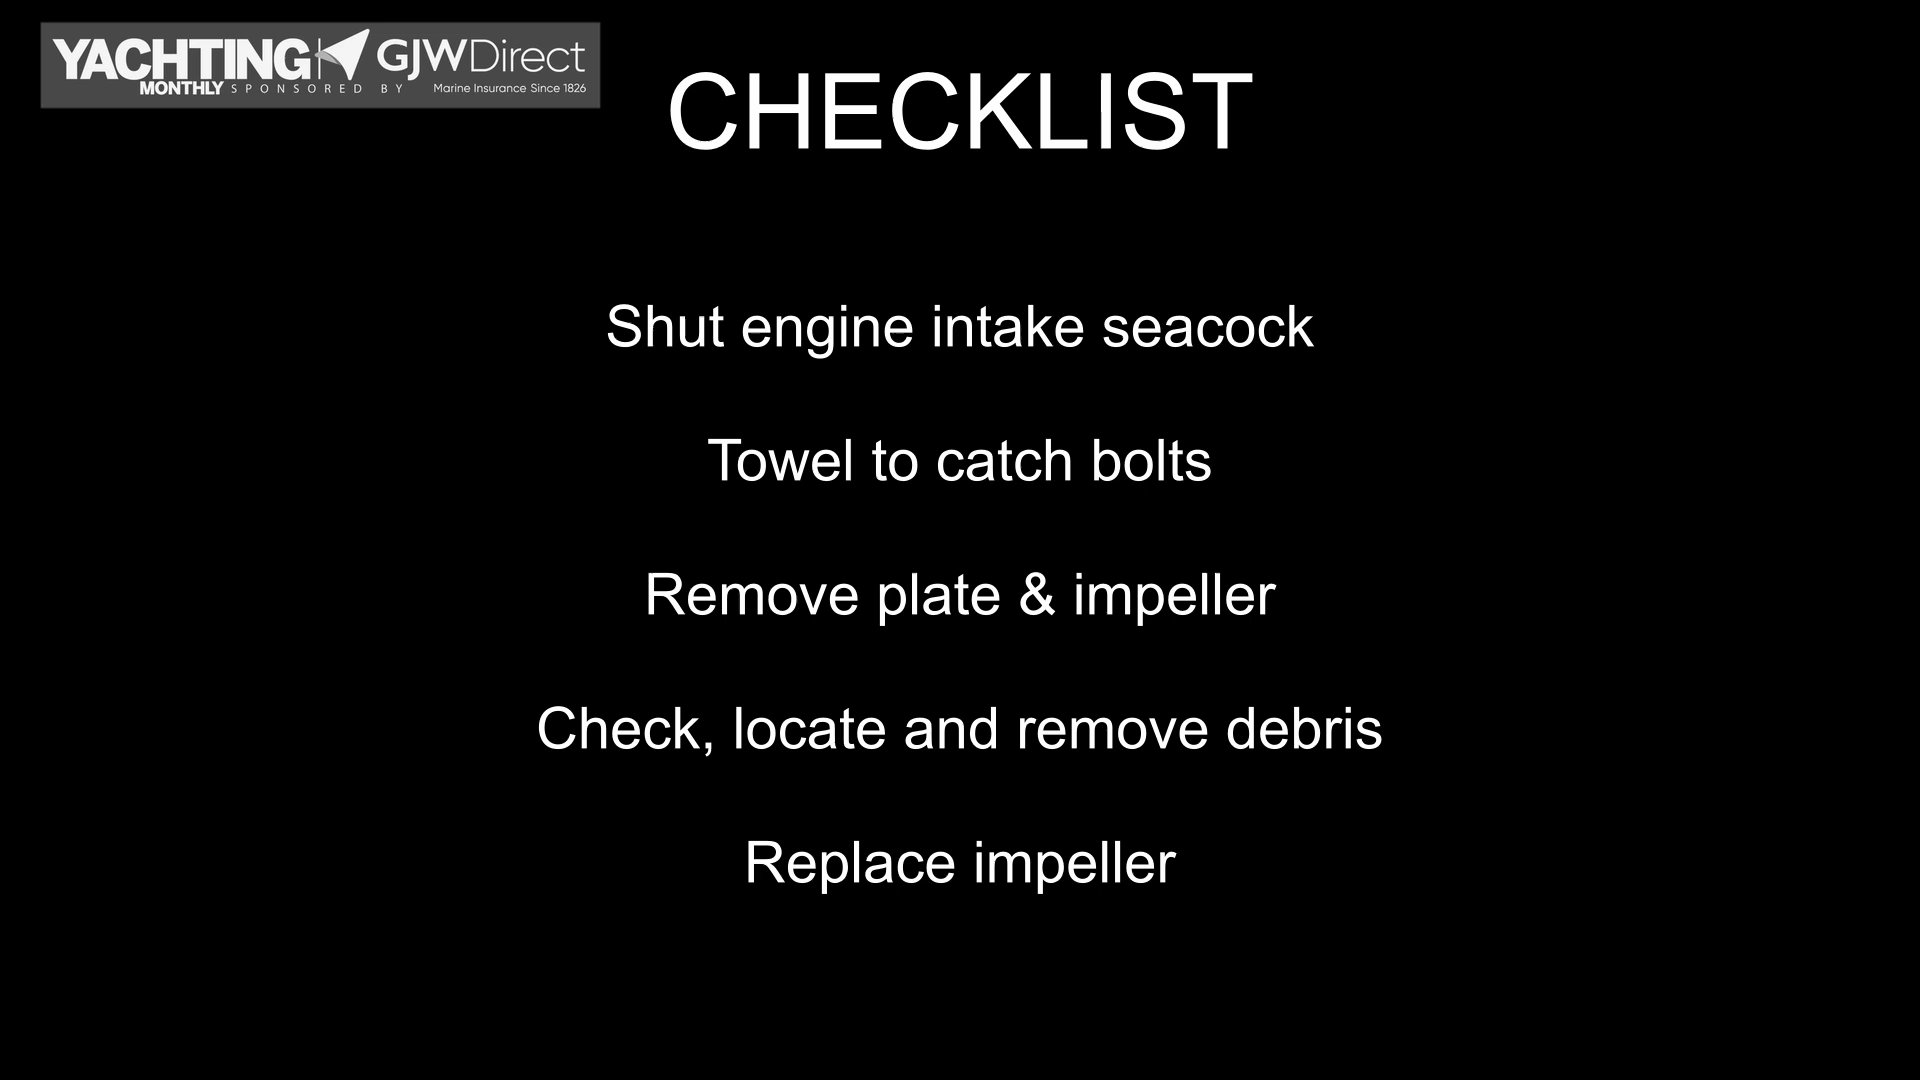 YACHTING GJWDirect
MONTHLY SPONSORED BY Marine Insurance Since 1826
CHECKLIST
Shut engine intake seacock
Towel to catch bolts
Remove plate & impeller
Check, locate and remove debris
Replace impeller